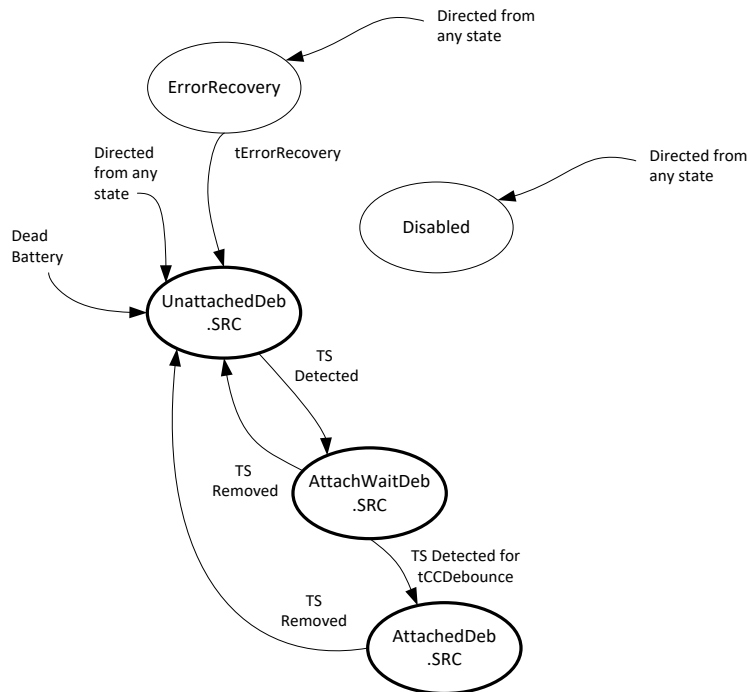 Directed from
any state
ErrorRecovery
tErrorRecovery
Directed
from any
state
Directed from
any state
Disabled
Dead
Battery
UnattachedDeb
.SRC
TS
Detected
TS
Removed
AttachWaitDeb
.SRC
TS Detected for
tCCDebounce
TS
Removed
AttachedDeb
.SRC